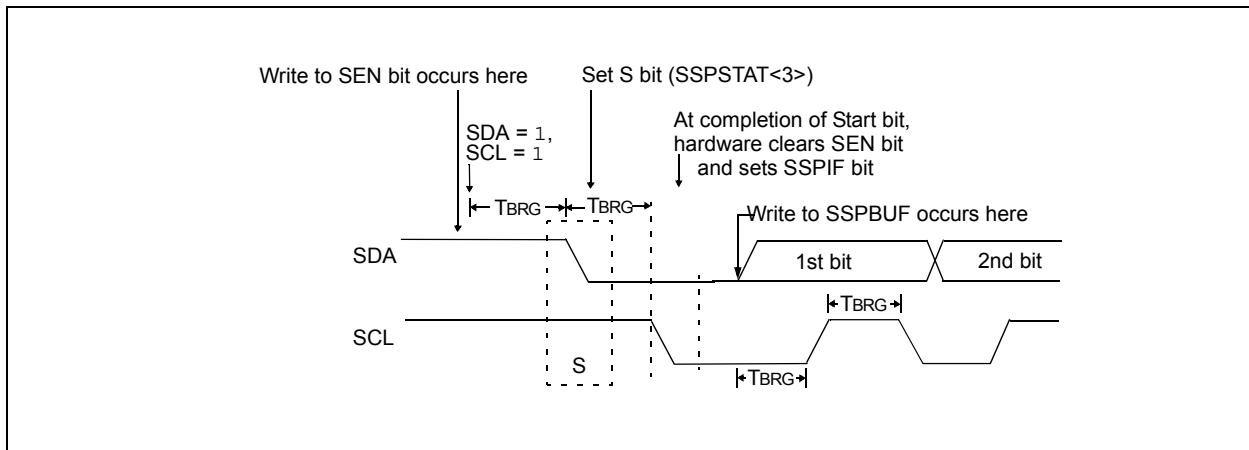 Write to SEN bit occurs here
Set S bit (SSPSTAT<3>)
SDA = 1,
SCL = 1
At completion of Start bit,
hardware clears SEN bit
and sets SSPIF bit
TBRG
TBRG
Write to SSPBUF occurs here
SDA
1st bit
2nd bit
TBRG
SCL
S
TBRG